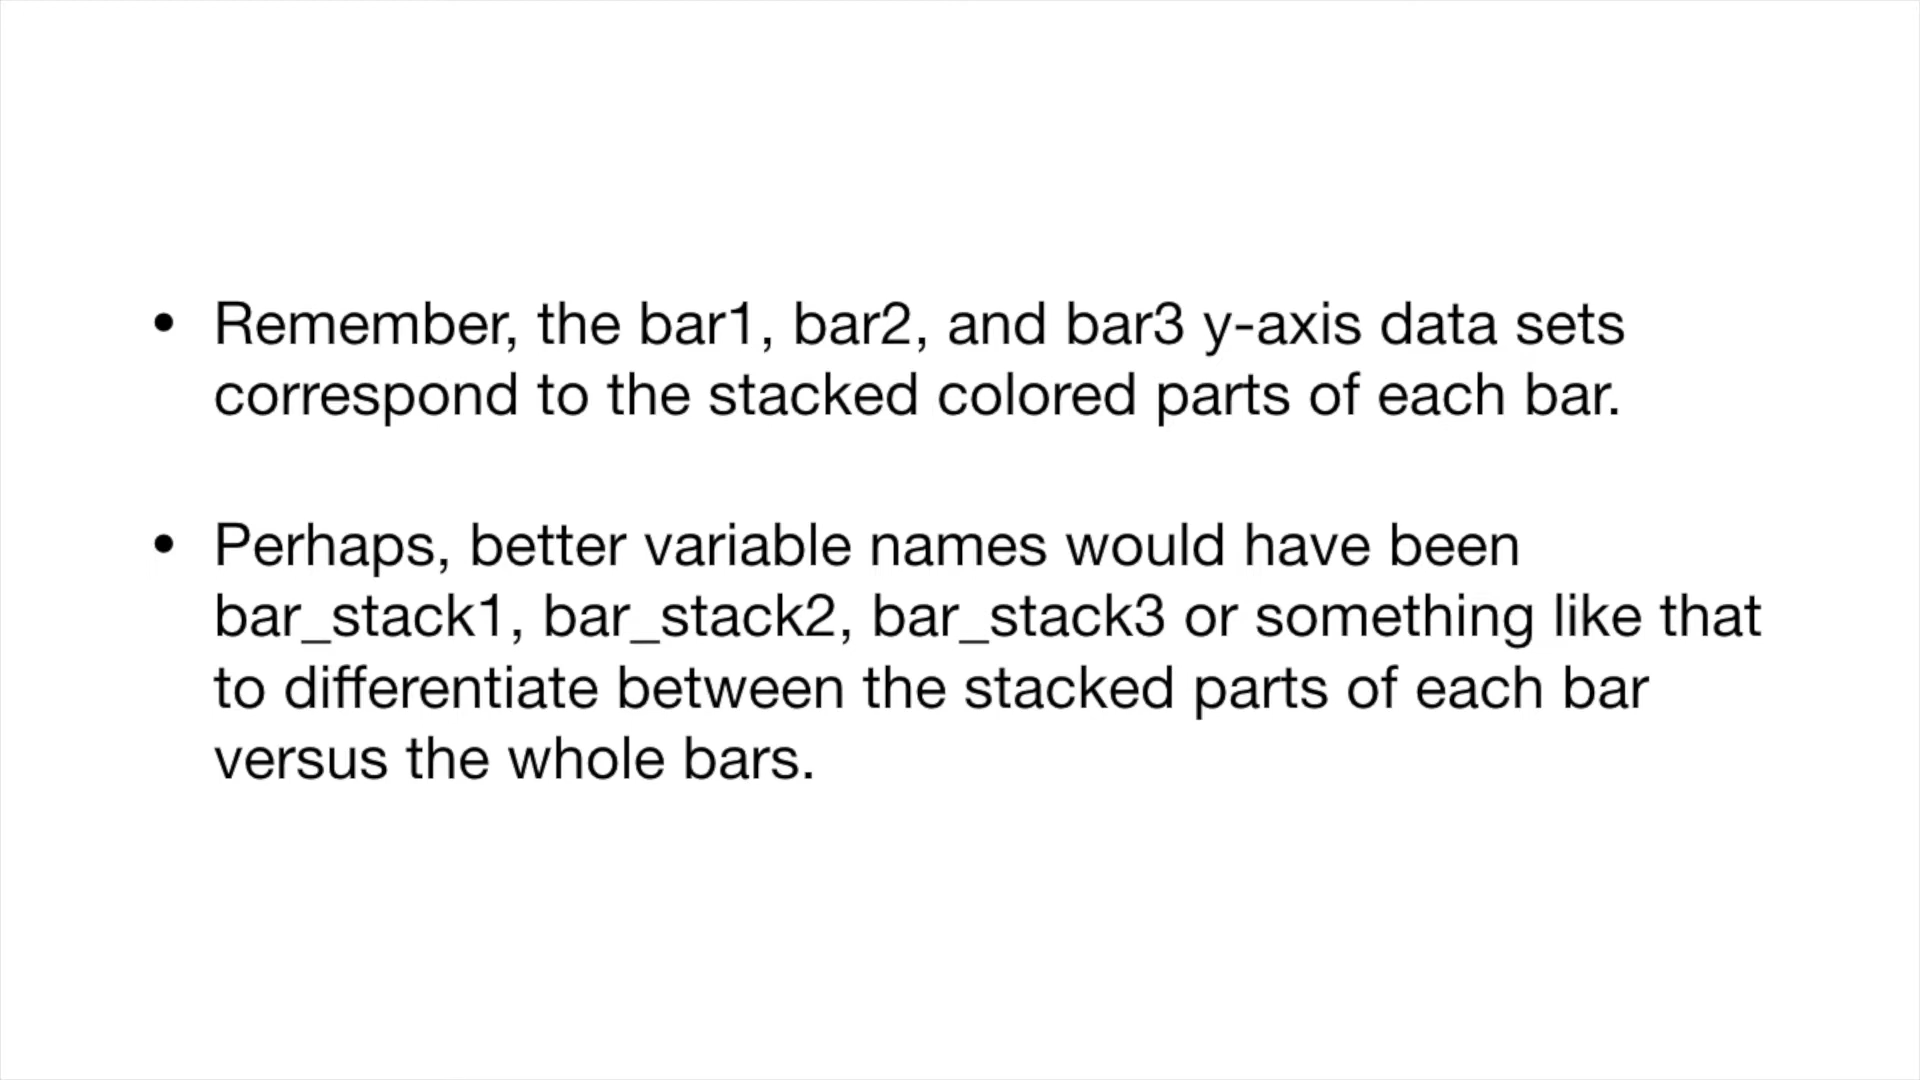 • Remember, the bar1, bar2, and bar3 y-axis data sets
correspond to the stacked colored parts of each bar.
• Perhaps, better variable names would have been
bar_stack1, bar_stack2, bar_stack3 or something like that
to differentiate between the stacked parts of each bar
versus the whole bars.